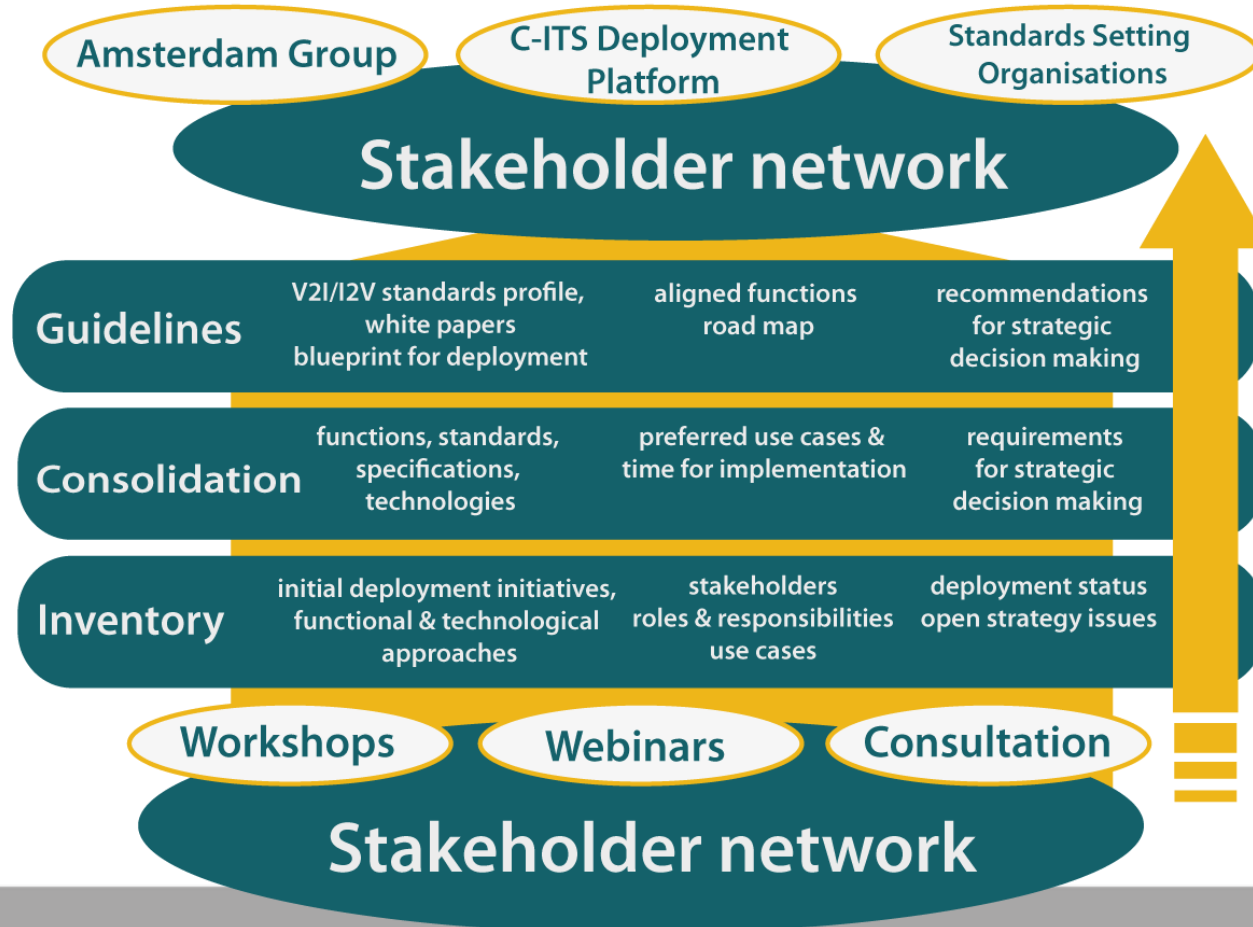 Amsterdam Group
C-ITS Deployment
Platform
Standards Setting
Organisations
Stakeholder network
Guidelines
V2I/I2V standards profile,
white papers
blueprint for deployment
aligned functions
road map
recommendations
for strategic
decision making
Consolidation
functions, standards,
specifications,
technologies
preferred use cases &
time for implementation
requirements
for strategic
decision making
Inventory
initial deployment initiatives,
functional & technological
approaches
stakeholders
roles & responsibilities
use cases
deployment status
open strategy issues
Workshops
Webinars
Consultation
Stakeholder network